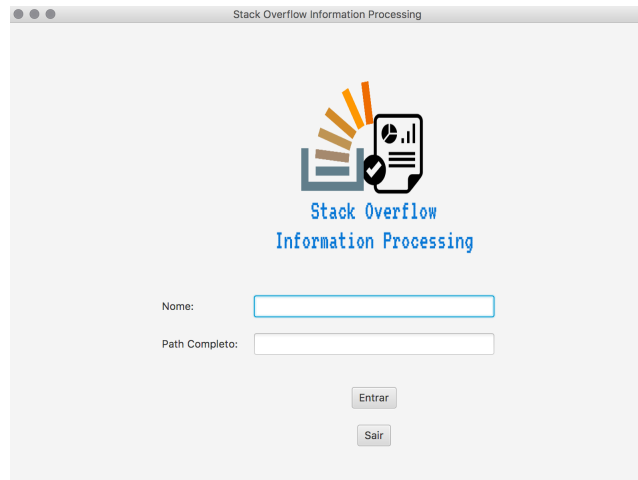 Stack Overflow Information Processing
Stack Overflow
Information Processing
Nome:
Path Completo:
Entrar
Sair